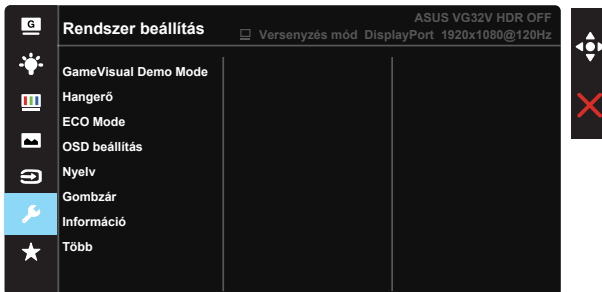 G
Rendszer beállítás
ASUS VG32V HDR OFF
Versenyzés mód DisplayPort 1920x1080@120Hz
GameVisual Demo Mode
Hangerő
ECO Mode
OSD beállítás
Nyelv
Gombzár
Információ
Több